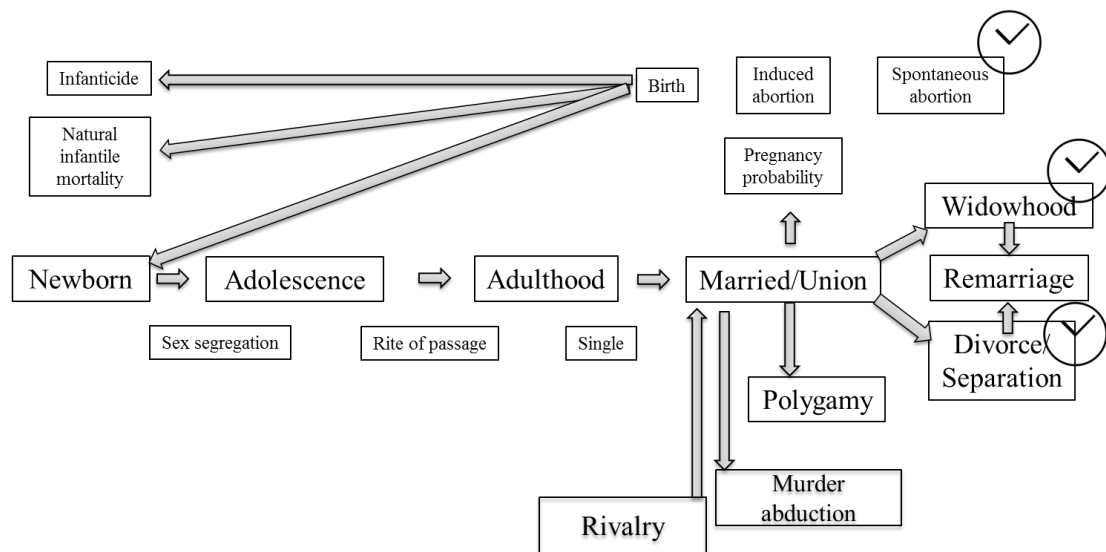 Infanticide
Birth
Induced
abortion
Spontaneous
abortion
Natural
infantile
mortality
Pregnancy
probability
Widowhood
Newborn
Adolescence
Adulthood
Married/Union
Remarriage
Sex segregation
Rite of passage
Single
Divorce/
Separation
Polygamy
Murder
abduction
Rivalry